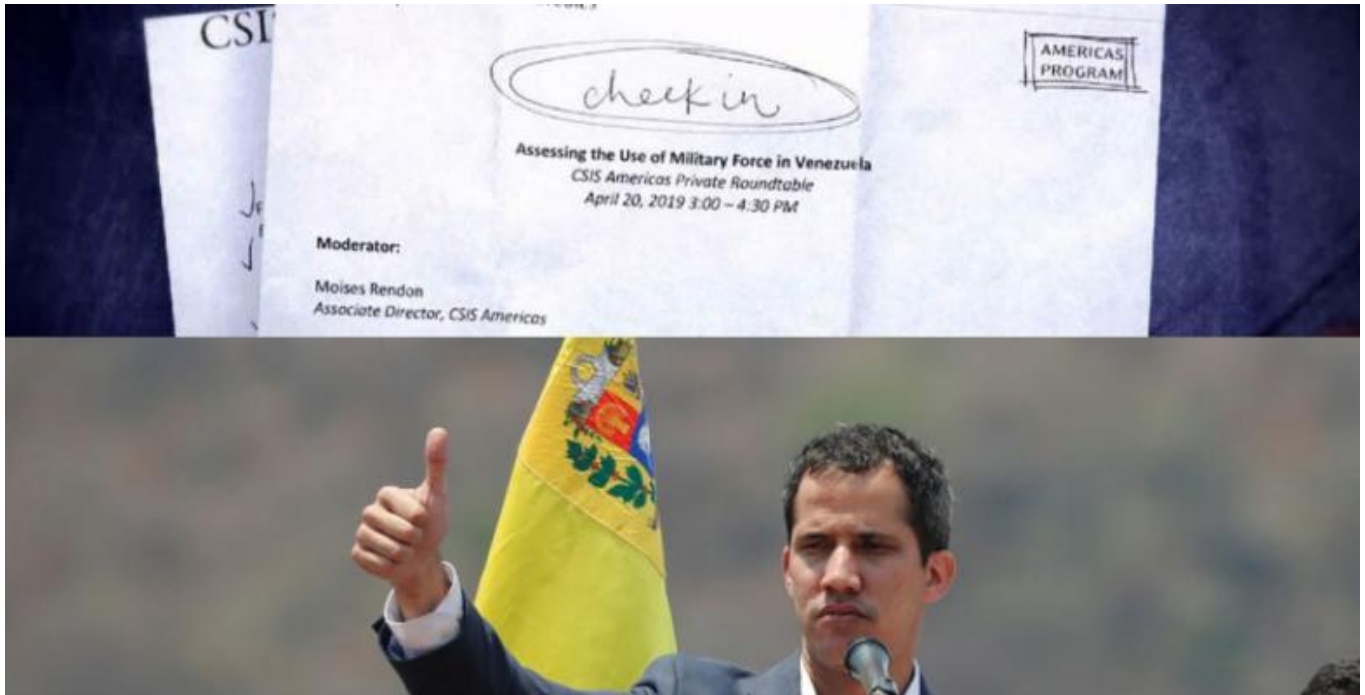 CSI
check in
AMERICAS
PROGRAM
Assessing the Use of Military Force in Venezuela
CSIS Americas Private Roundtable
April 20, 2019 3:00 – 4:30 PM
Moderator:
Moises Rendon
Associate Director, CSIS Americas